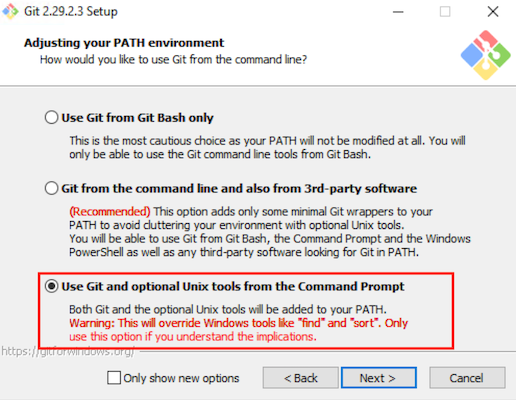 Git 2.29.2.3 Setup
Adjusting your PATH environment
How would you like to use Git from the command line?
Use Git from Git Bash only
This is the most cautious choice as your PATH will not be modified at all. You will
only be able to use the Git command line tools from Git Bash.
Git from the command line and also from 3rd-party software
(Recommended) This option adds only some minimal Git wrappers to your
PATH to avoid cluttering your environment with optional Unix tools.
You will be able to use Git from Git Bash, the Command Prompt and the Windows
PowerShell as well as any third-party software looking for Git in PATH.
Use Git and optional Unix tools from the Command Prompt
Both Git and the optional Unix tools will be added to your PATH.
Warning: This will override Windows tools like "find" and "sort". Only
use this option if you understand the implications.
https://gitforwindows.org/
Only show new options
< Back
Next >
Cancel